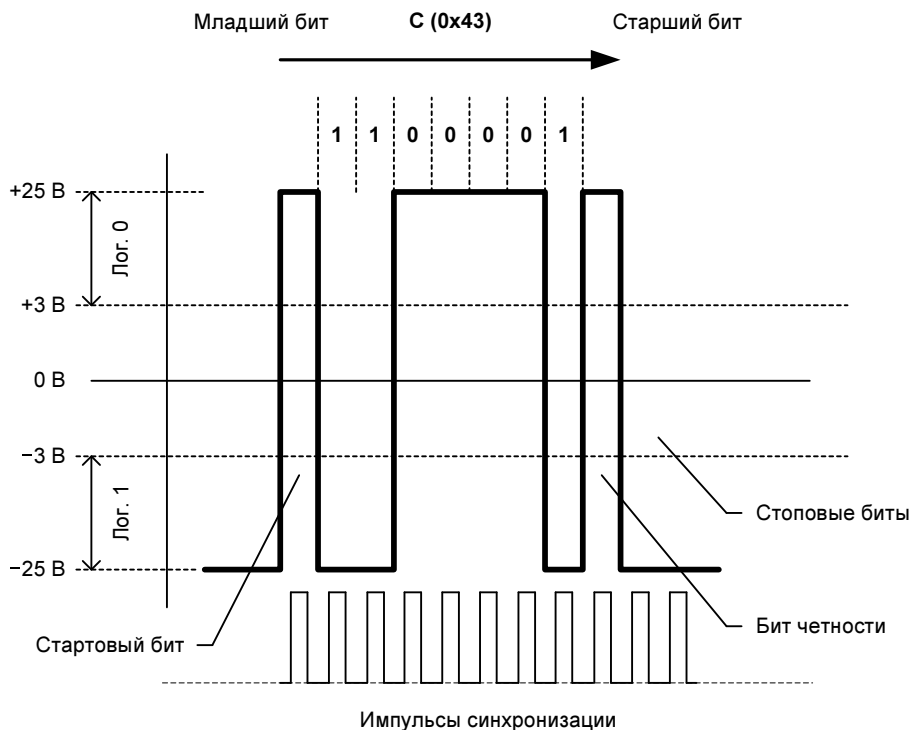 Младший бит
C (0x43)
Старший бит
1 1 0 0 0 0 1
+25 В
Лог. 0
+3 В
0 В
−3 В
Лог. 1
−25 В
Стоповые биты
Бит четности
Стартовый бит
Импульсы синхронизации